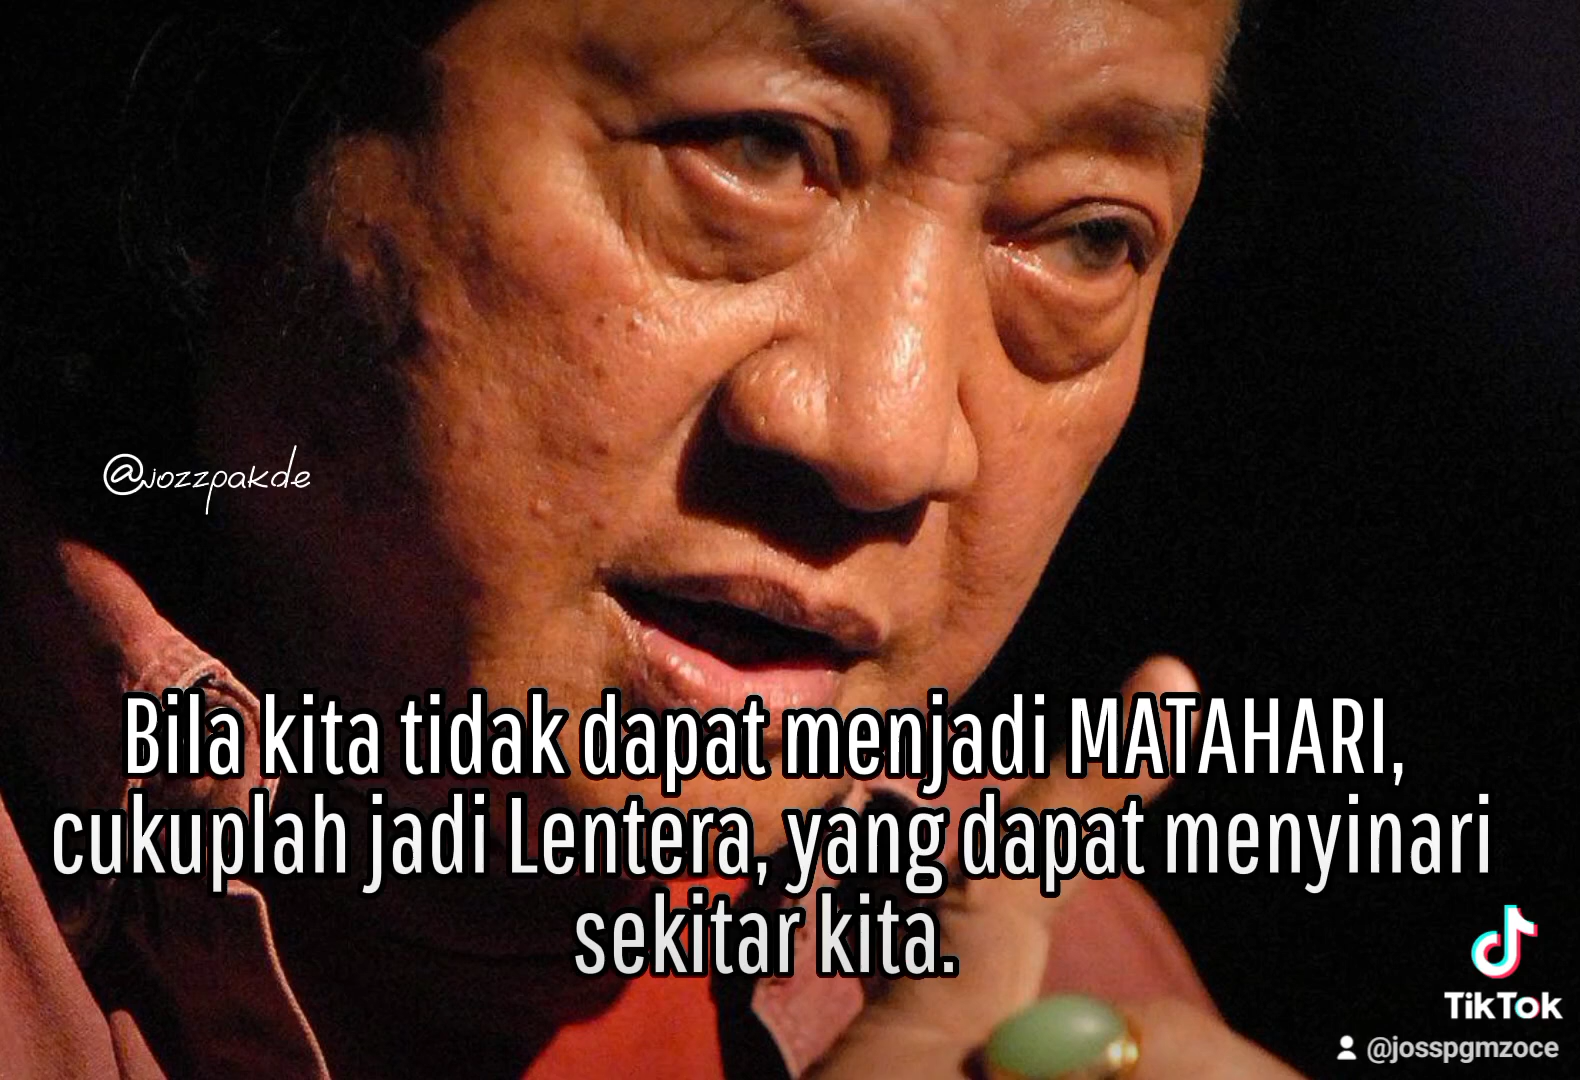 @jozzpakde
Bila kita tidak dapat menjadi MATAHARI,
cukuplah jadi Lentera, yang dapat menyinari
sekitar kita.
TikTok
@josspgmzoce